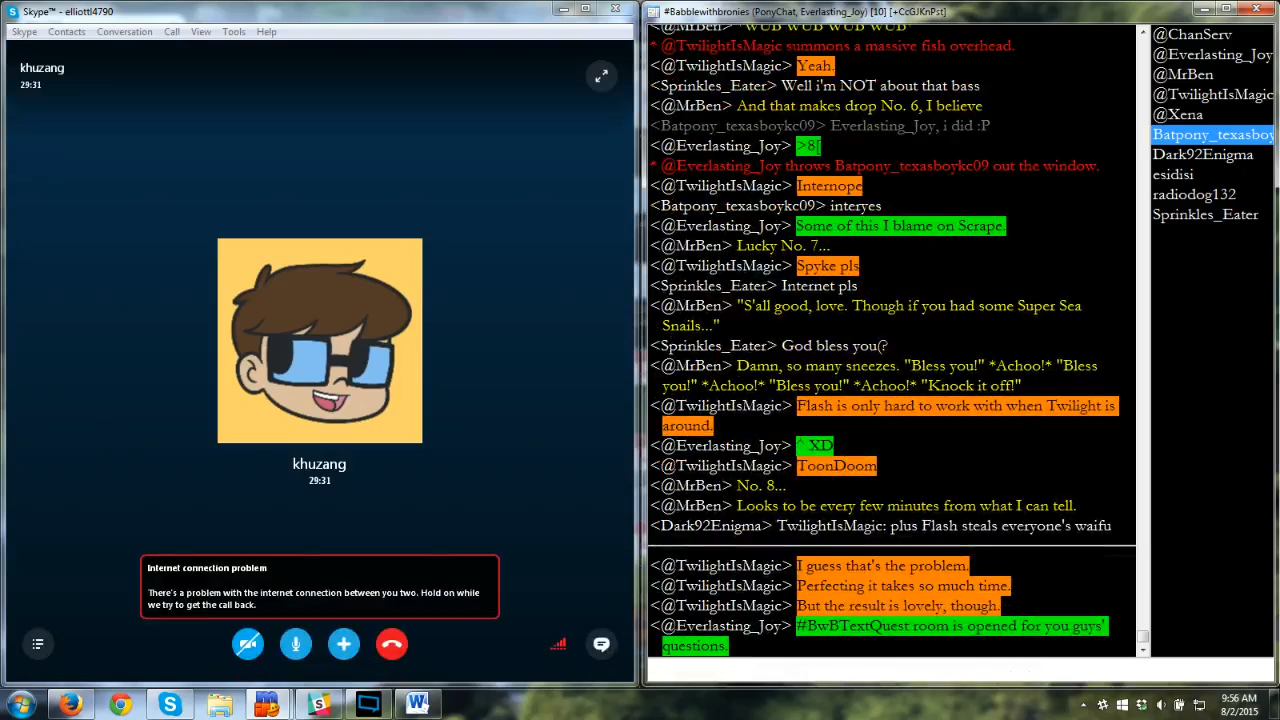 Skype™ - elliottl4790
Skype Contacts Conversation Call View Tools Help
khuzang
29:31
khuzang
29:31
Internet connection problem
There's a problem with the internet connection between you two. Hold on while
we try to get the call back.
#Babblewithbronies (PonyChat, Everlasting_Joy) [10] [+CcGJKnPst]
<@MrBen> "WUB WUB WUB WUB"
* @TwilightIsMagic summons a massive fish overhead.
<@TwilightIsMagic> Yeah.
<Sprinkles_Eater> Well i'm NOT about that bass
<@MrBen> And that makes drop No. 6, I believe
<Batpony_texasboykc09> Everlasting_Joy, i did :P
<@Everlasting_Joy> >8[
* @Everlasting_Joy throws Batpony_texasboykc09 out the window.
<@TwilightIsMagic> Internope
<Batpony_texasboykc09> interyes
<@Everlasting_Joy> Some of this I blame on Scrape.
<@MrBen> Lucky No. 7...
<@TwilightIsMagic> Spyke pls
<Sprinkles_Eater> Internet pls
<@MrBen> "S'all good, love. Though if you had some Super Sea
Snails..."
<Sprinkles_Eater> God bless you(?
<@MrBen> Damn, so many sneezes. "Bless you!" *Achoo!* "Bless
you!" *Achoo!* "Bless you!" *Achoo!* "Knock it off!"
<@TwilightIsMagic> Flash is only hard to work with when Twilight is
around.
<@Everlasting_Joy> ^ XD
<@TwilightIsMagic> ToonDoom
<@MrBen> No. 8...
<@MrBen> Looks to be every few minutes from what I can tell.
<Dark92Enigma> TwilightIsMagic: plus Flash steals everyone's waifu
<@TwilightIsMagic> I guess that's the problem.
<@TwilightIsMagic> Perfecting it takes so much time.
<@TwilightIsMagic> But the result is lovely, though.
<@Everlasting_Joy> #BwBTextQuest room is opened for you guys'
questions.
@ChanServ
@Everlasting_Joy
@MrBen
@TwilightIsMagic
@Xena
Batpony_texasboy
Dark92Enigma
esidisi
radiodog132
Sprinkles_Eater
9:56 AM
8/2/2015